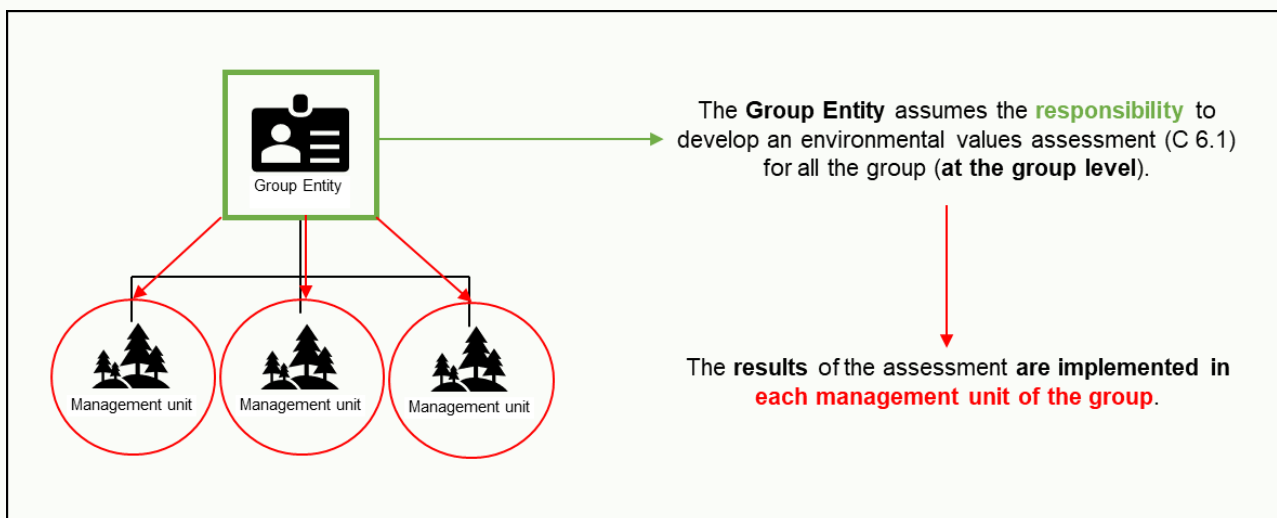 Group Entity
Management unit
Management unit
Management unit
The Group Entity assumes the responsibility to
develop an environmental values assessment (C 6.1)
for all the group (at the group level).
The results of the assessment are implemented in
each management unit of the group.